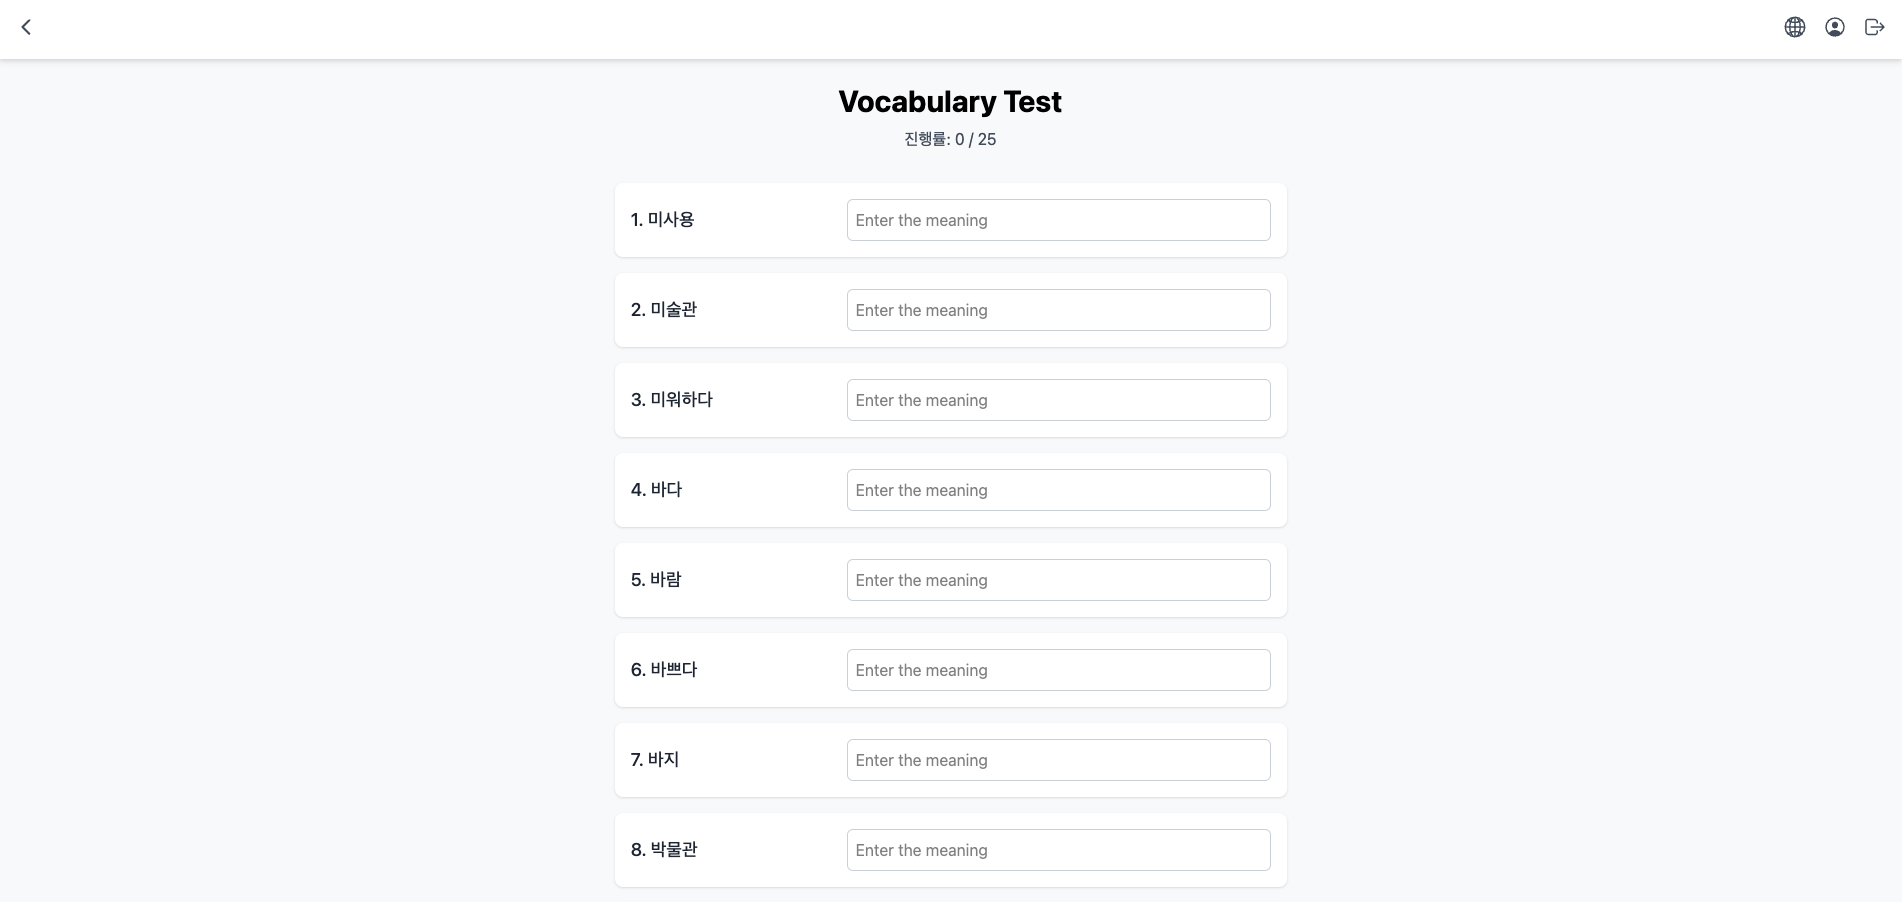 Vocabulary Test
진행률: 0 / 25
1. 미사용
Enter the meaning
2. 미술관
Enter the meaning
3. 미워하다
Enter the meaning
4. 바다
Enter the meaning
5. 바람
Enter the meaning
6. 바쁘다
Enter the meaning
7. 바지
Enter the meaning
8. 박물관
Enter the meaning